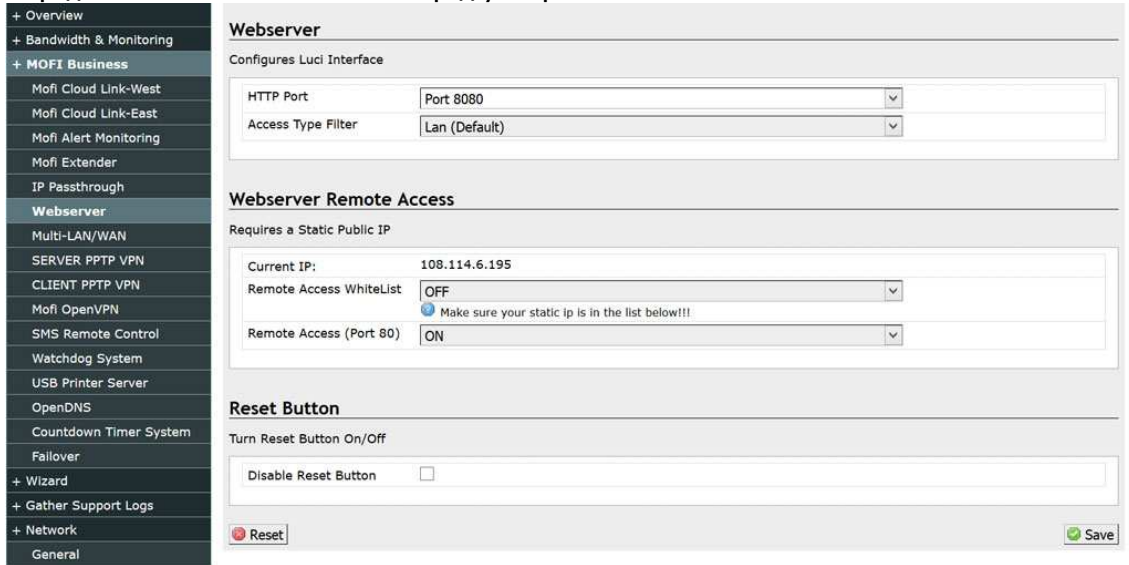 + Overview
+ Bandwidth & Monitoring
+ MOFI Business
Mofi Cloud Link-West
Mofi Cloud Link-East
Mofi Alert Monitoring
Mofi Extender
IP Passthrough
Webserver
Multi-LAN/WAN
SERVER PPTP VPN
CLIENT PPTP VPN
Mofi OpenVPN
SMS Remote Control
Watchdog System
USB Printer Server
OpenDNS
Countdown Timer System
Failover
+ Wizard
+ Gather Support Logs
+ Network
General
Webserver
Configures Luci Interface
HTTP Port Port 8080
Access Type Filter Lan (Default)
Webserver Remote Access
Requires a Static Public IP
Current IP: 108.114.6.195
Remote Access WhiteList OFF
Make sure your static ip is in the list below!!!
Remote Access (Port 80) ON
Reset Button
Turn Reset Button On/Off
Disable Reset Button
Reset Save